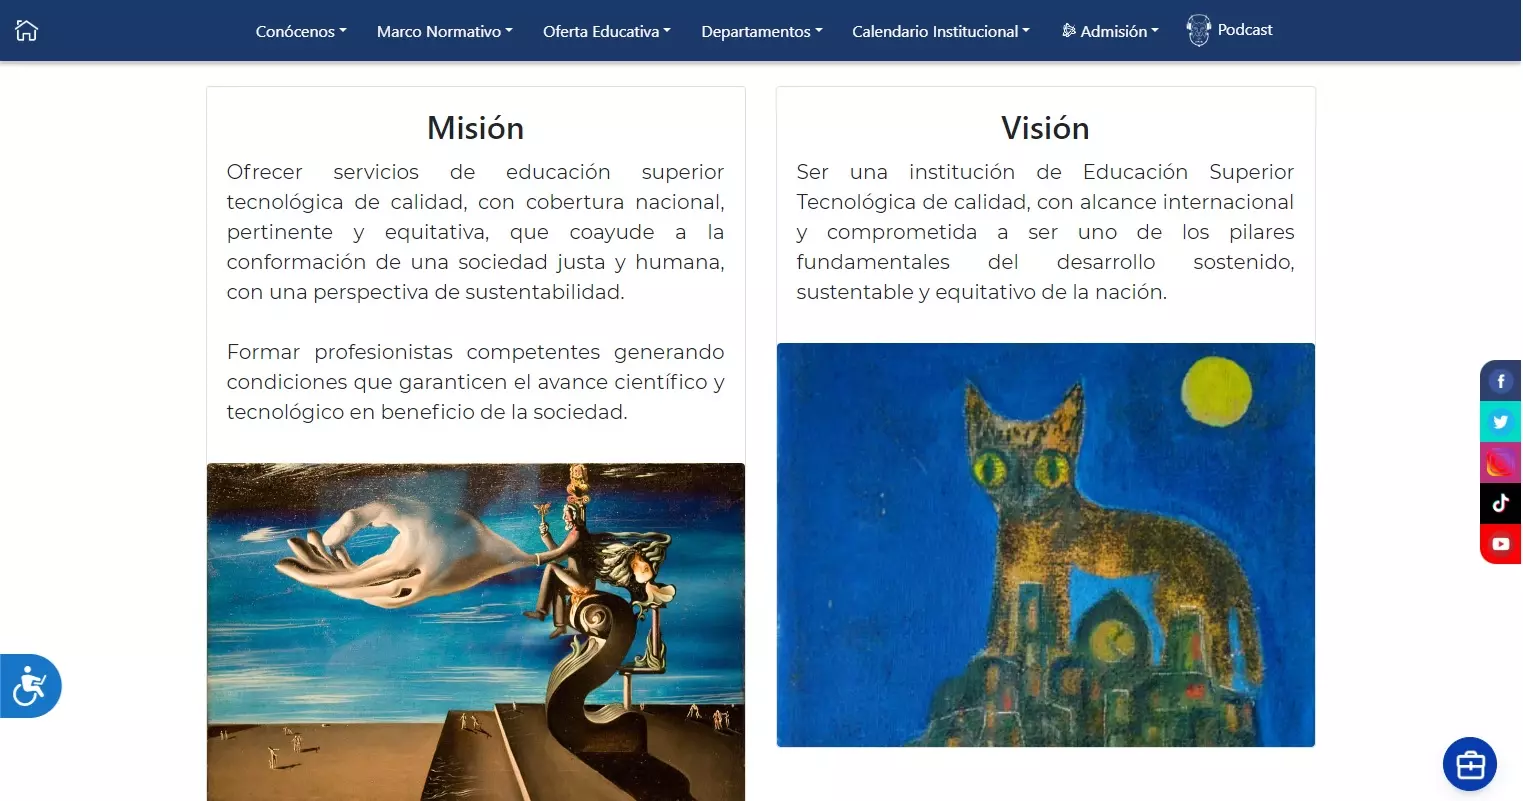 Conócenos
Marco Normativo
Oferta Educativa
Departamentos
Calendario Institucional
Admisión
Podcast
Misión
Ofrecer servicios de educación superior
tecnológica de calidad, con cobertura nacional,
pertinente y equitativa, que coayude a la
conformación de una sociedad justa y humana,
con una perspectiva de sustentabilidad.
Formar profesionistas competentes generando
condiciones que garanticen el avance científico y
tecnológico en beneficio de la sociedad.
Visión
Ser una institución de Educación Superior
Tecnológica de calidad, con alcance internacional
y comprometida a ser uno de los pilares
fundamentales del desarrollo sostenido,
sustentable y equitativo de la nación.